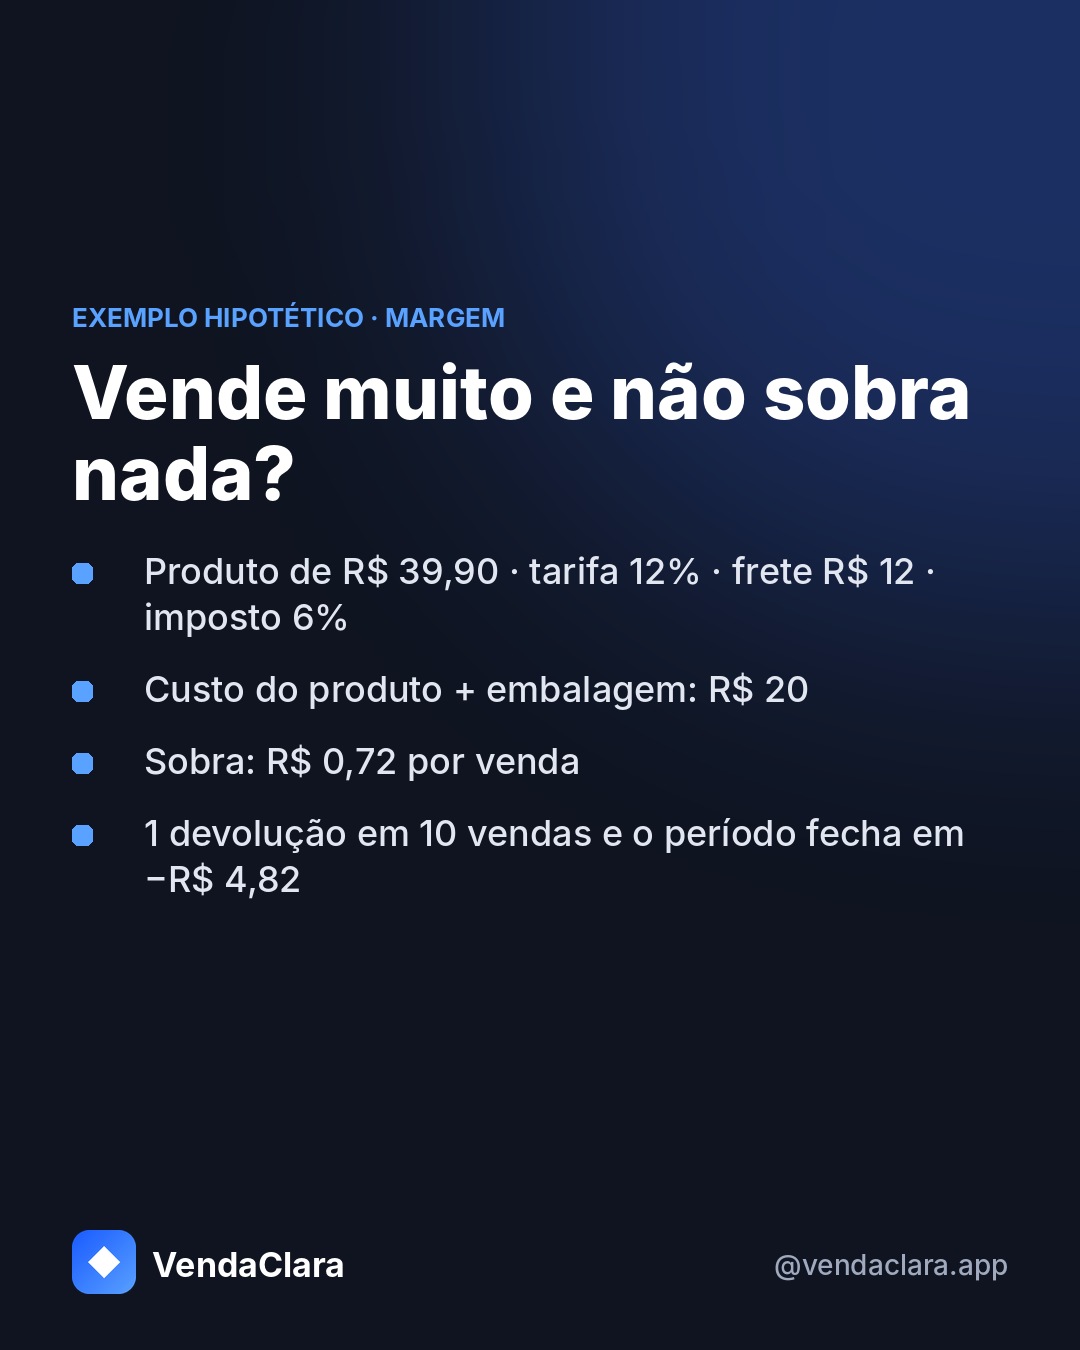 EXEMPLO HIPOTÉTICO · MARGEM
Vende muito e não sobra
nada?
Produto de R$ 39,90 · tarifa 12% · frete R$ 12 ·
imposto 6%
Custo do produto + embalagem: R$ 20
Sobra: R$ 0,72 por venda
1 devolução em 10 vendas e o período fecha em
−R$ 4,82
VendaClara
@vendaclara.app